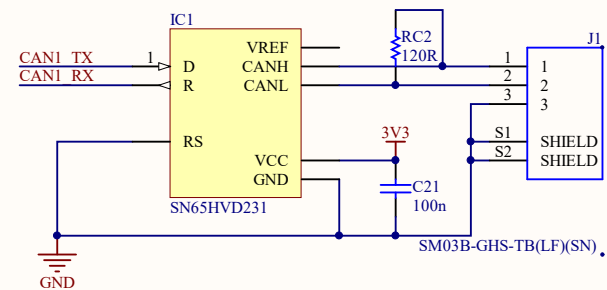 IC1
J1
RC2
120R
VREF
CAN1_TX 1 D CANH 1 1
CAN1_RX R CANL 2 2
3 3
RS S1 SHIELD
3V3
VCC S2 SHIELD
GND
C21
100n
SN65HVD231
SM03B-GHS-TB(LF)(SN)
GND